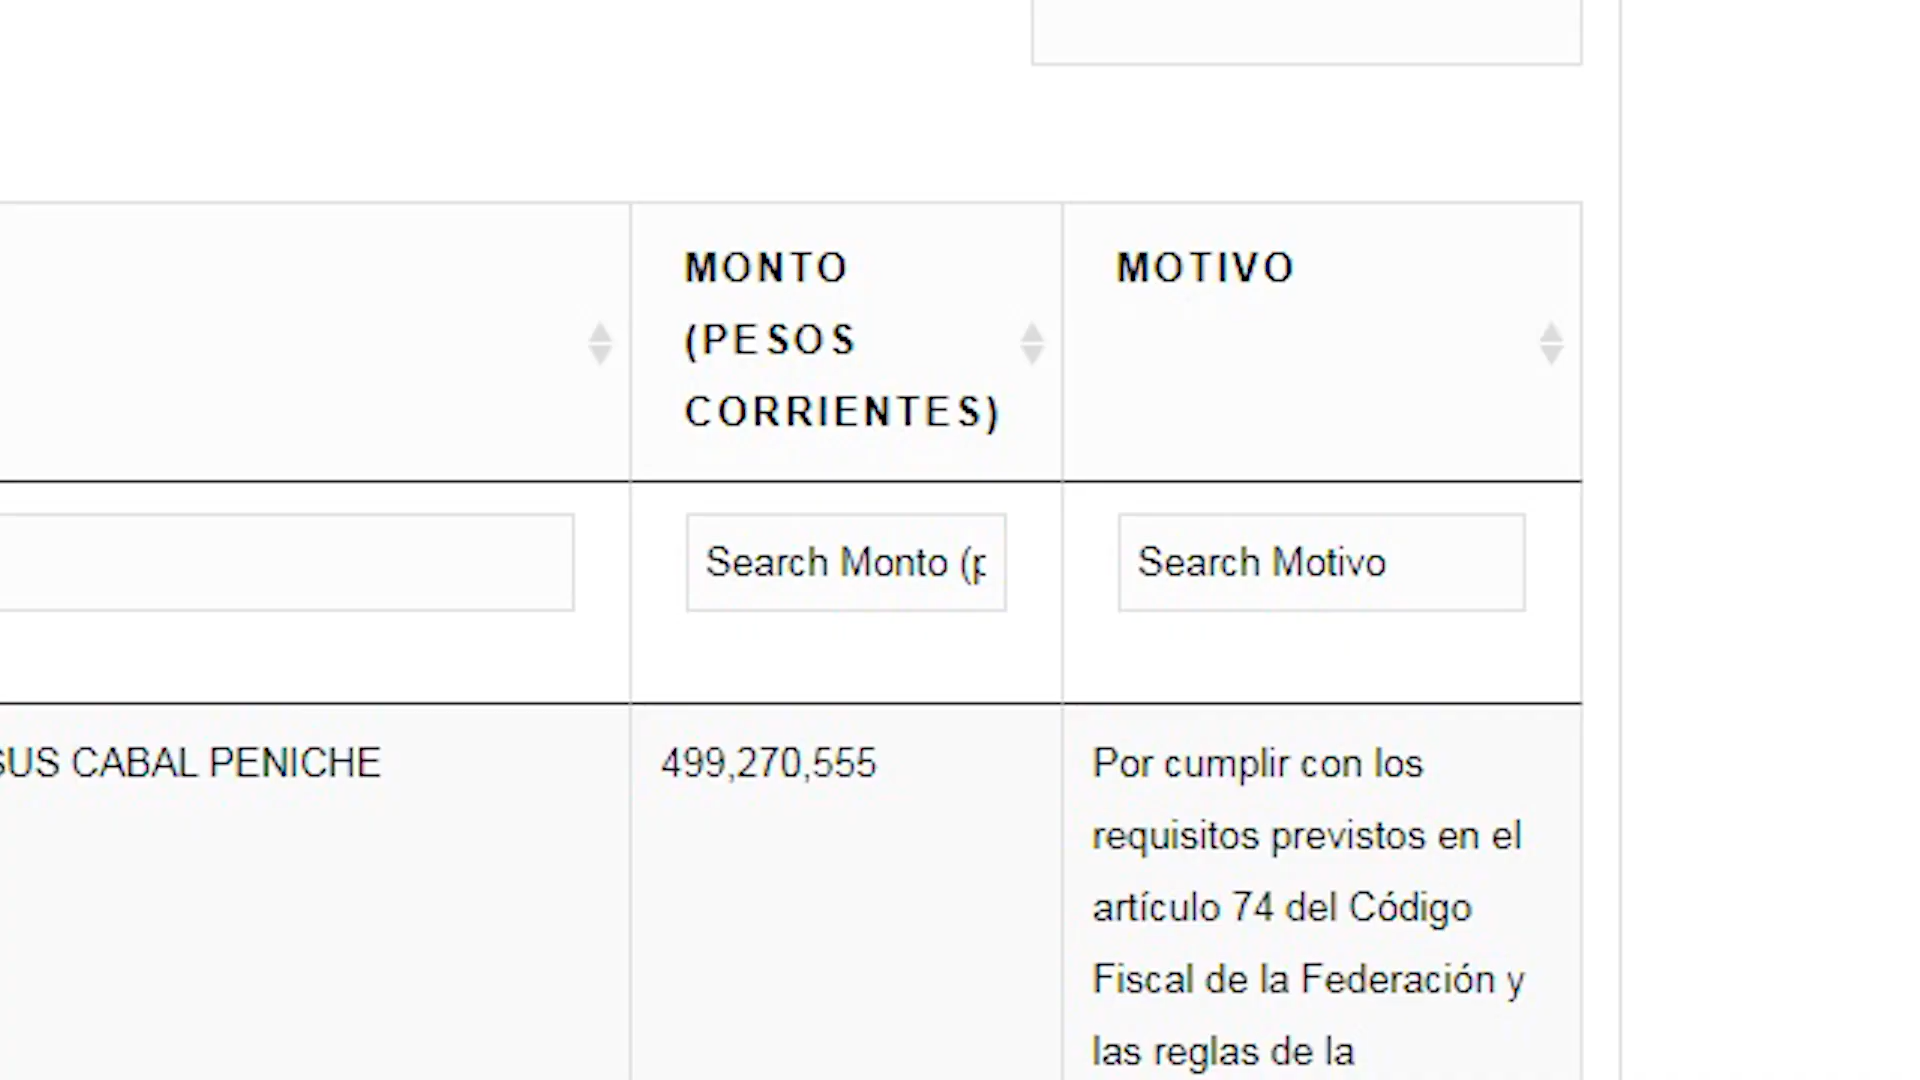 MONTO
(PESOS
CORRIENTES)
MOTIVO
Search Monto (p
Search Motivo
SUS CABAL PENICHE
499,270,555
Por cumplir con los
requisitos previstos en el
artículo 74 del Código
Fiscal de la Federación y
las reglas de la